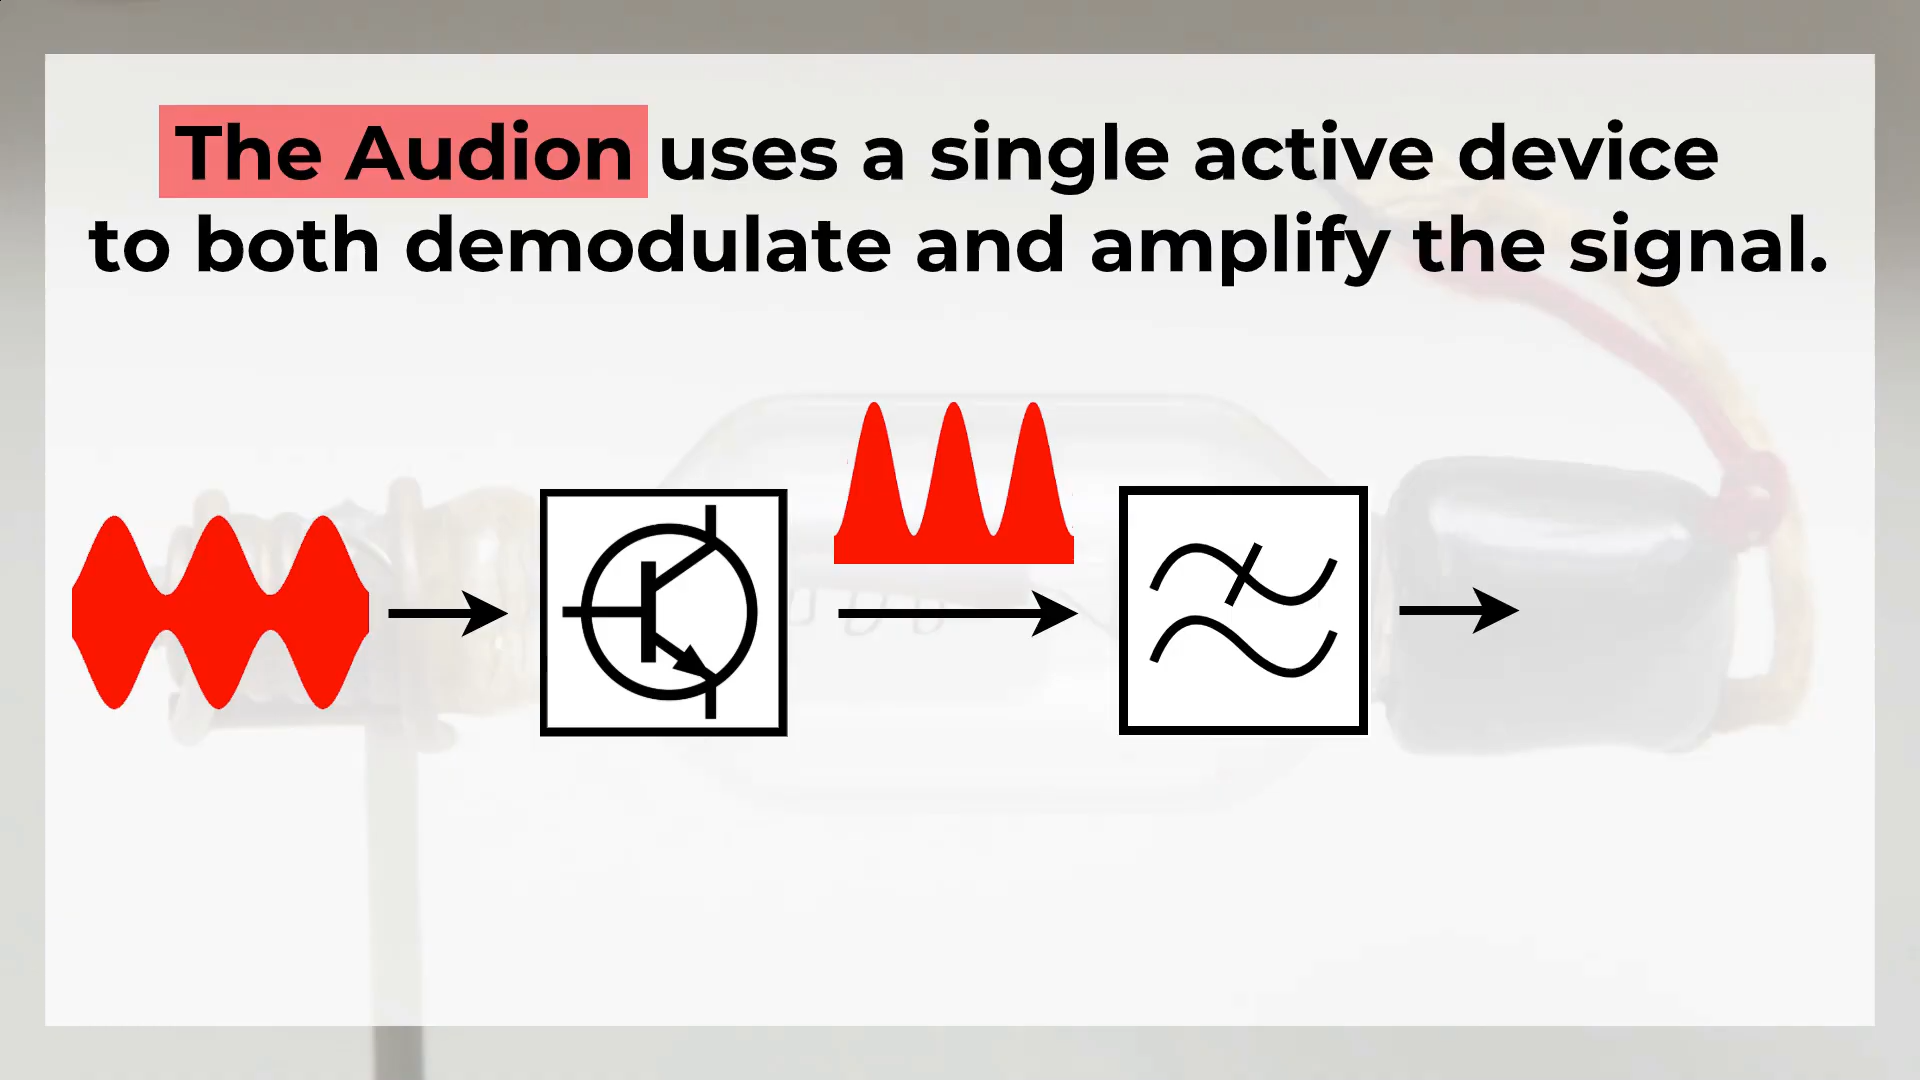 The Audion uses a single active device
to both demodulate and amplify the signal.